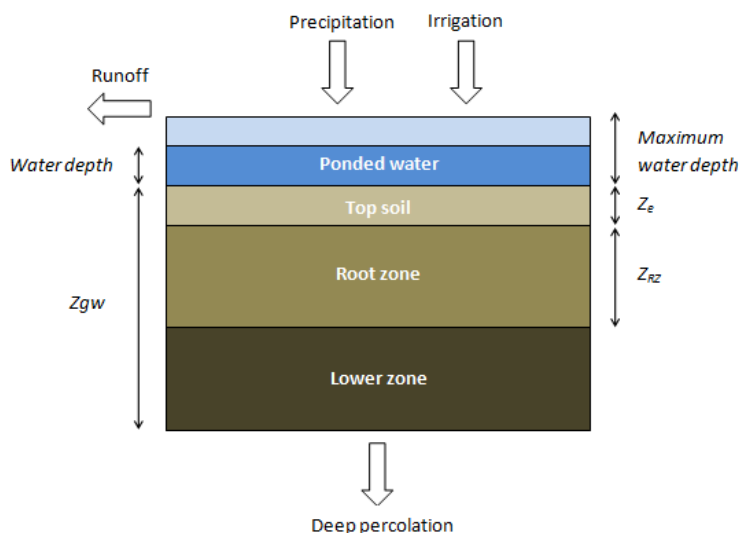 Precipitation
Irrigation
Runoff
Water depth
Ponded water
Maximum
water depth
Top soil
Ze
Root zone
ZRZ
Zgw
Lower zone
Deep percolation